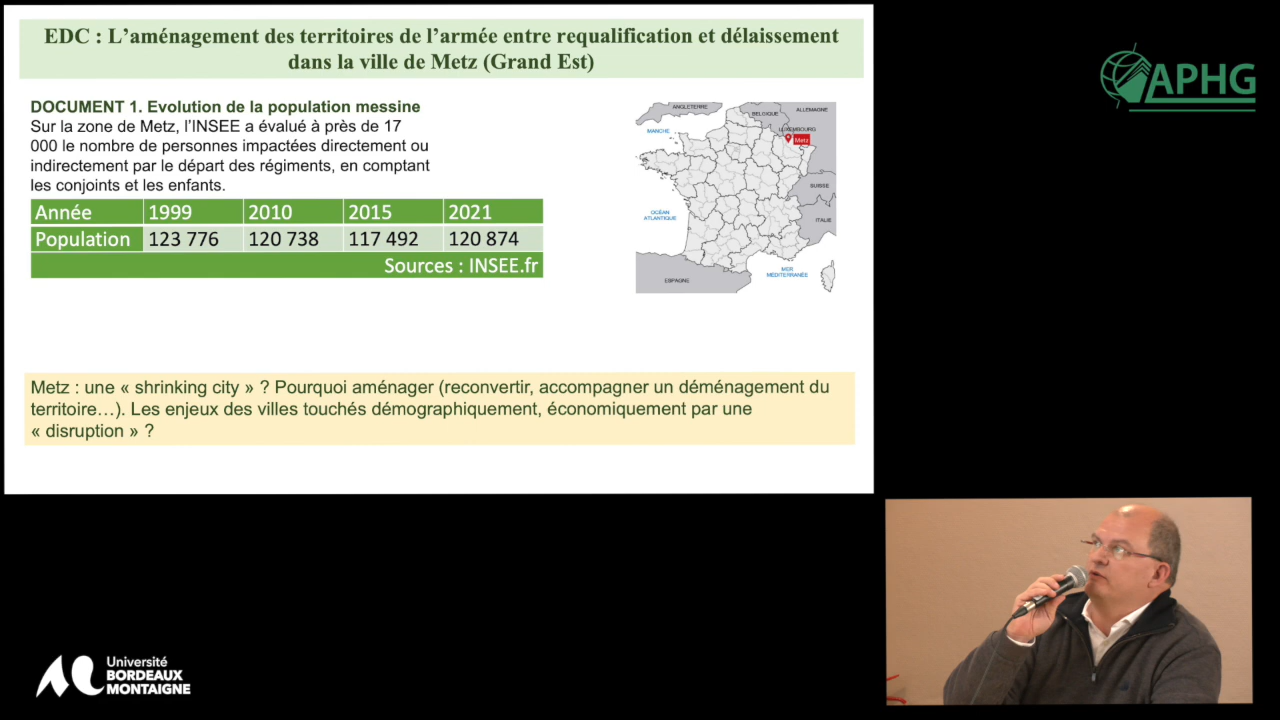 EDC : L’aménagement des territoires de l’armée entre requalification et délaissement
dans la ville de Metz (Grand Est)
DOCUMENT 1. Evolution de la population messine
Sur la zone de Metz, l’INSEE a évalué à près de 17
000 le nombre de personnes impactées directement ou
indirectement par le départ des régiments, en comptant
les conjoints et les enfants.
Année 1999 2010 2015 2021
Population 123 776 120 738 117 492 120 874
Sources : INSEE.fr
ANGLETERRE
ALLEMAGNE
BELGIQUE
MANCHE
LUXEMBOURG
Metz
SUISSE
OCÉAN
ATLANTIQUE
ITALIE
MER
MÉDITERRANÉE
ESPAGNE
Metz : une « shrinking city » ? Pourquoi aménager (reconvertir, accompagner un déménagement du
territoire…). Les enjeux des villes touchés démographiquement, économiquement par une
« disruption » ?
APHG
Université
BORDEAUX
MONTAIGNE